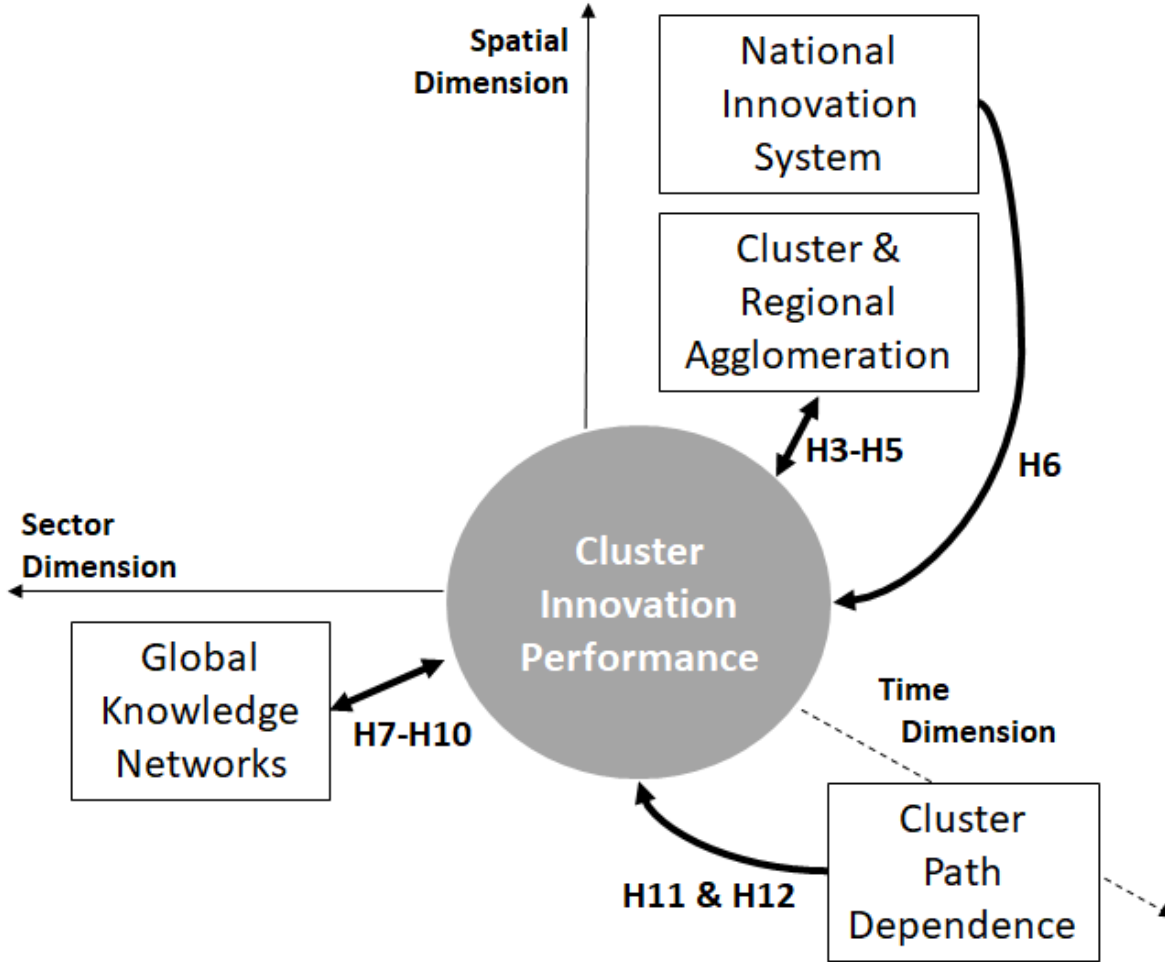 Spatial
Dimension
National
Innovation
System
Cluster &
Regional
Agglomeration
H3-H5
H6
Sector
Dimension
Cluster
Innovation
Performance
Global
Knowledge
Networks
H7-H10
Time
Dimension
Cluster
Path
Dependence
H11 & H12